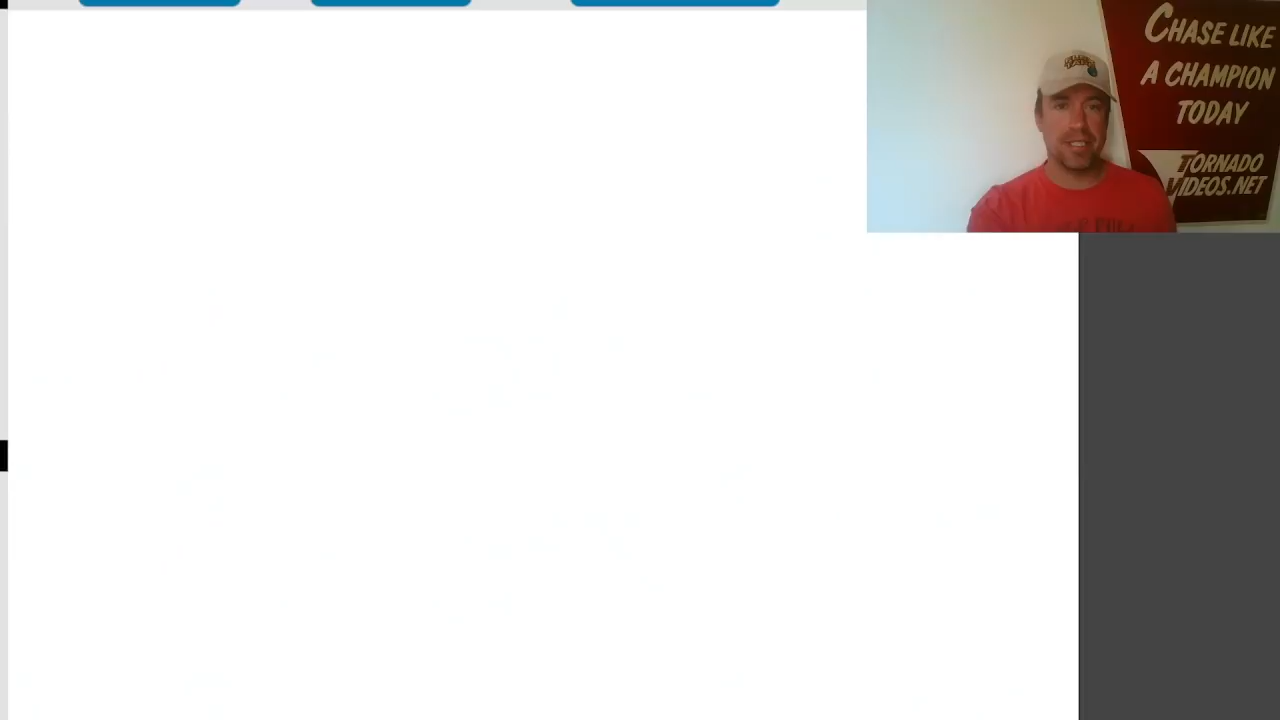 CHASE LIKE
A CHAMPION
TODAY
TORNADO
VIDEOS.NET